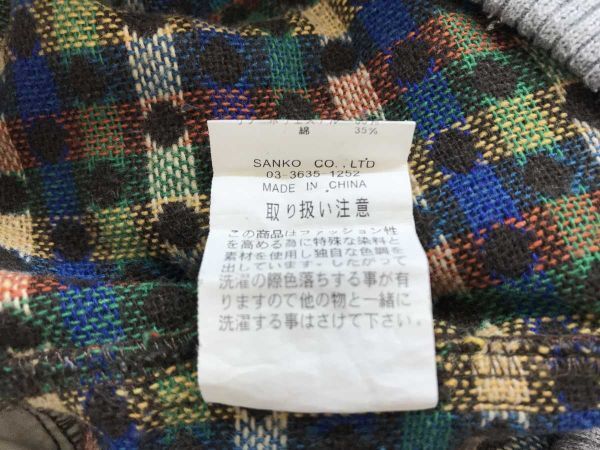 綿 35%
SANKO CO.,LTD
03-3635-1252
MADE IN CHINA
取り扱い注意
この商品はファッション性
を高める為に特殊な染料と
素材を使用し独自な色調を
出しています。したがって
洗濯の際色落ちする事が有
りますので他の物と一緒に
洗濯する事はさけて下さい。